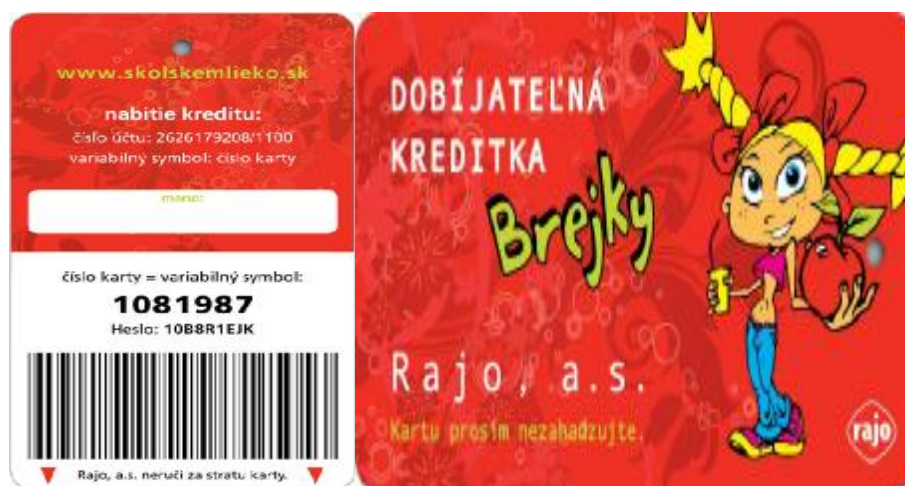 www.skolskemlieko.sk
nabitie kreditu:
číslo účtu: 2626179208/1100
variabilný symbol: číslo karty
meno:
číslo karty = variabilný symbol:
1081987
Heslo: 10B8R1EJK
Rajo, a.s. neručí za stratu karty.
DOBÍJATEĽNÁ
KREDITKA
Brejky
Rajo, a.s.
Kartu prosím nezahadzujte.
rajo